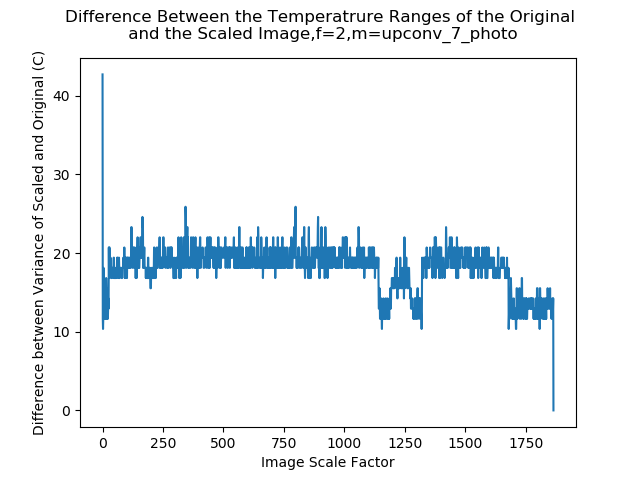 Difference Between the Temperatrure Ranges of the Original
and the Scaled Image,f=2,m=upconv_7_photo
Difference between Variance of Scaled and Original (C)
40
30
20
10
0
0 250 500 750 1000 1250 1500 1750
Image Scale Factor